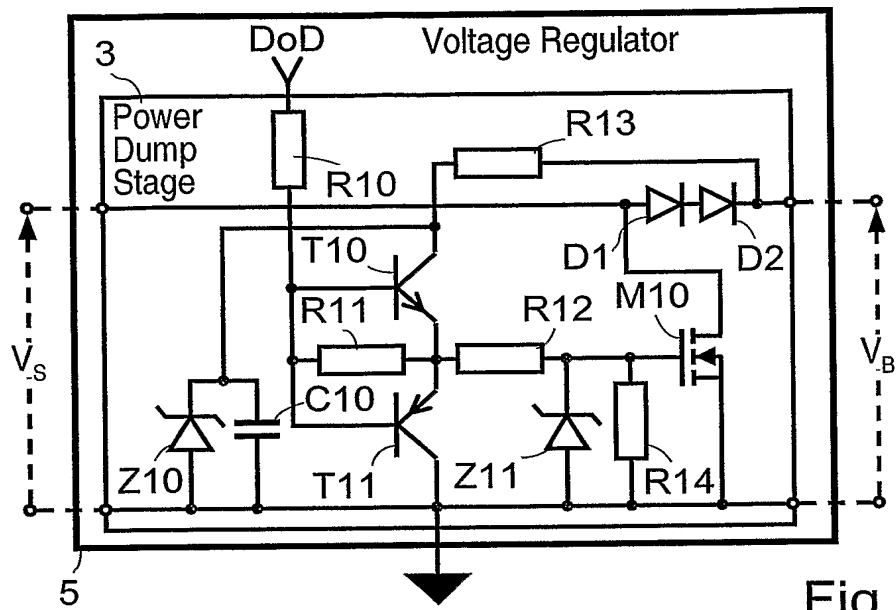 DoD
Voltage Regulator
3
Power
Dump
Stage
R13
R10
D1
D2
T10
M10
R11
R12
V_S
V_B
C10
Z10
T11
Z11
R14
5
Fig